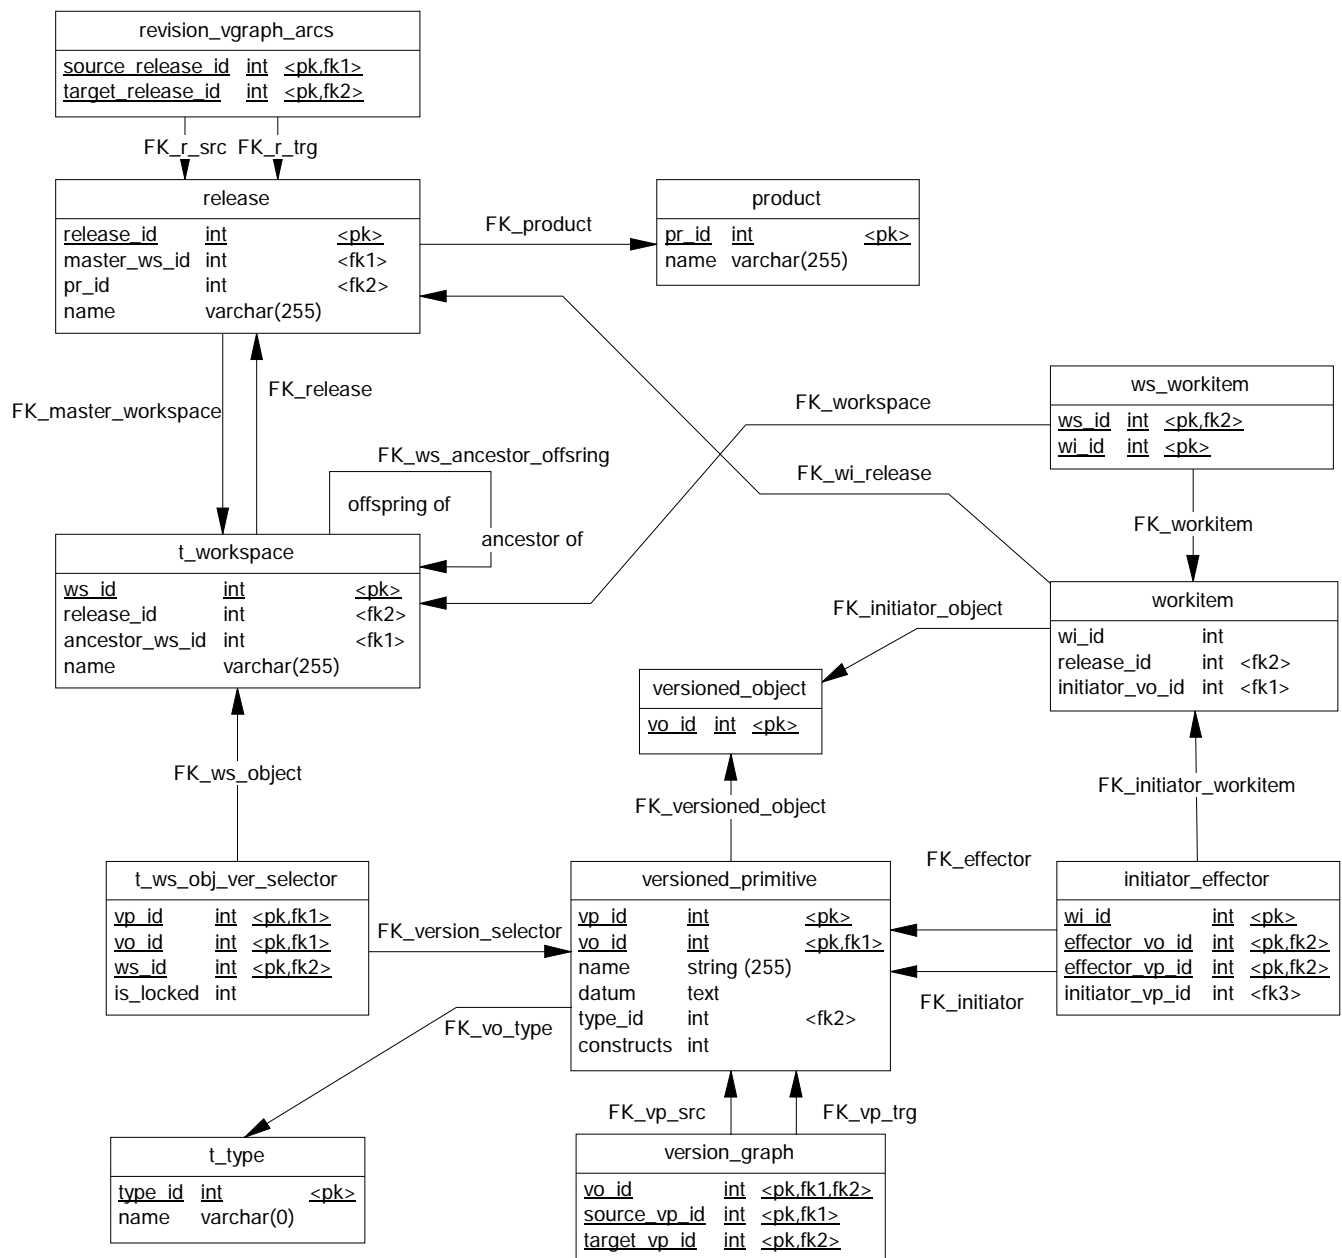 revision_vgraph_arcs
source_release_id int <pk,fk1>
target_release_id int <pk,fk2>
FK_r_src FK_r_trg
release
release_id int <pk>
master_ws_id int <fk1>
pr_id int <fk2>
name varchar(255)
FK_product
product
pr_id int <pk>
name varchar(255)
FK_master_workspace
FK_release
FK_workspace
ws_workitem
ws_id int <pk,fk2>
wi_id int <pk>
FK_ws_ancestor_offsring
offspring of
ancestor of
FK_wi_release
FK_workitem
t_workspace
ws_id int <pk>
release_id int <fk2>
ancestor_ws_id int <fk1>
name varchar(255)
FK_initiator_object
workitem
wi_id int
release_id int <fk2>
initiator_vo_id int <fk1>
versioned_object
vo_id int <pk>
FK_ws_object
FK_versioned_object
FK_initiator_workitem
t_ws_obj_ver_selector
vp_id int <pk,fk1>
vo_id int <pk,fk1>
ws_id int <pk,fk2>
is_locked int
FK_version_selector
versioned_primitive
vp_id int <pk>
vo_id int <pk,fk1>
name string (255)
datum text
type_id int <fk2>
constructs int
FK_effector
FK_initiator
initiator_effector
wi_id int <pk>
effector_vo_id int <pk,fk2>
effector_vp_id int <pk,fk2>
initiator_vp_id int <fk3>
FK_vo_type
FK_vp_src FK_vp_trg
t_type
type_id int <pk>
name varchar(0)
version_graph
vo_id int <pk,fk1,fk2>
source_vp_id int <pk,fk1>
target_vp_id int <pk,fk2>